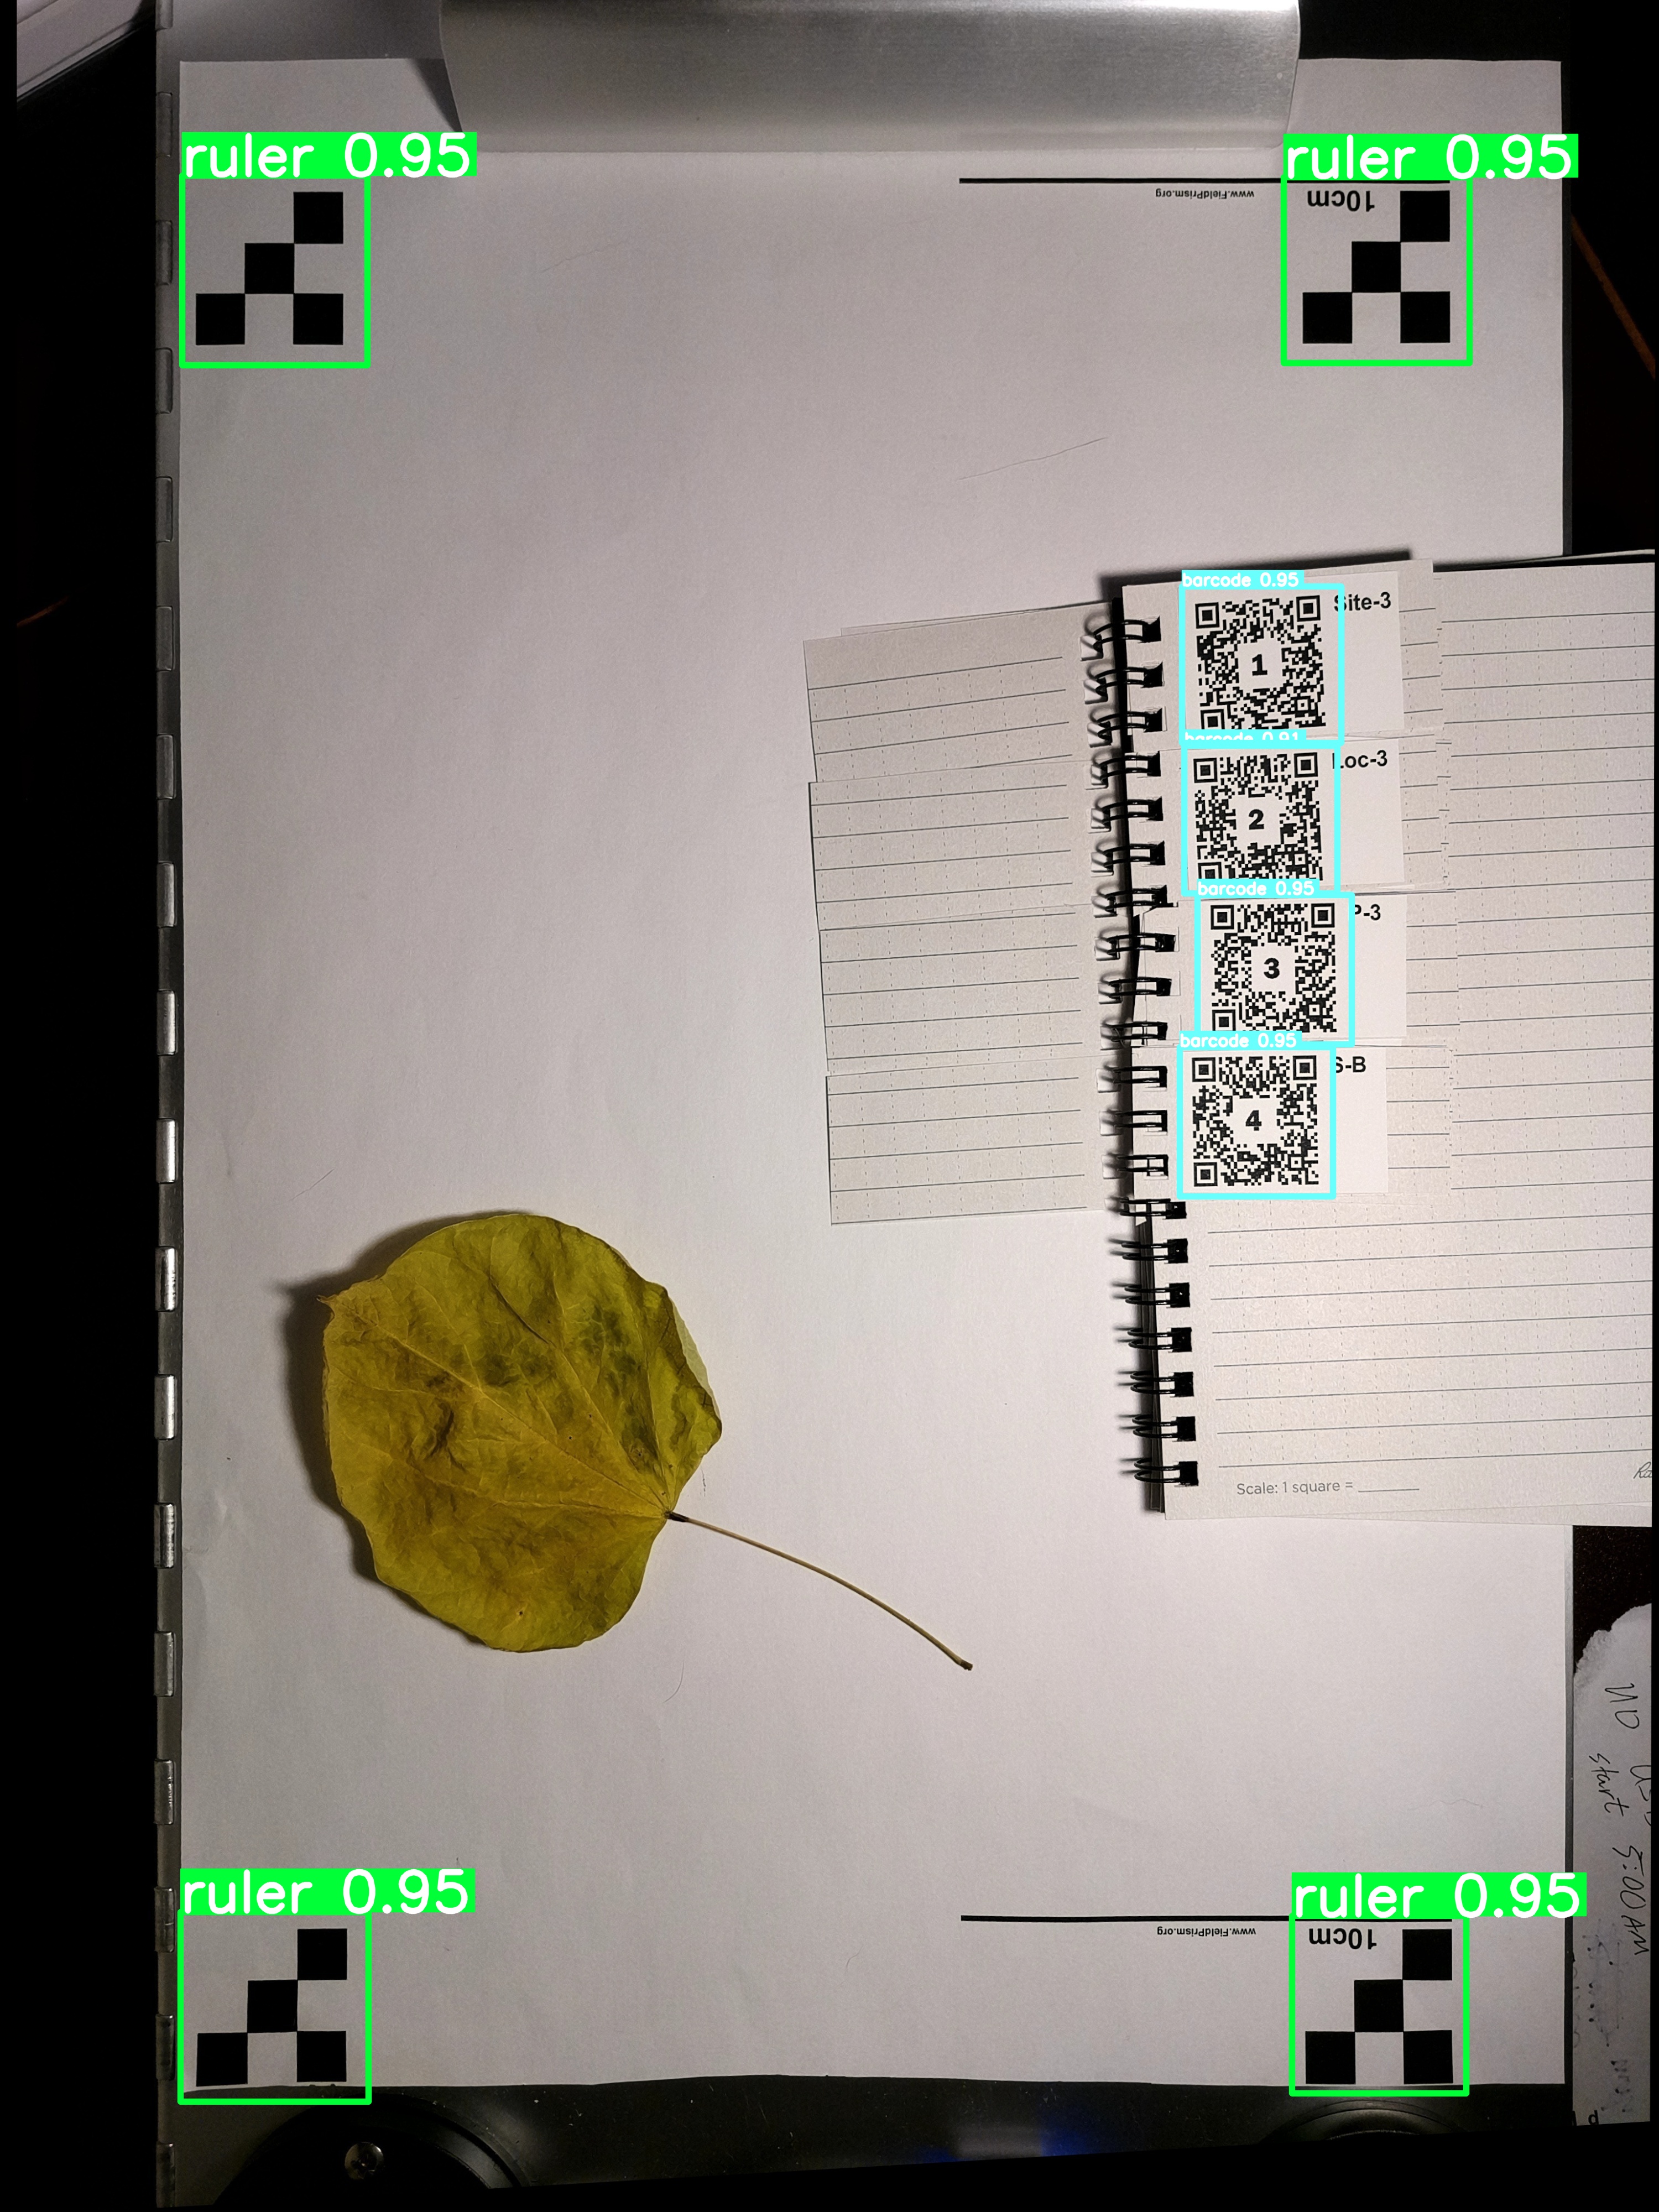 ruler 0.95
ruler 0.95
www.FieldPrism.org
10cm
barcode 0.95
Site-3
1
barcode 0.91
Loc-3
2
barcode 0.95
P-3
3
barcode 0.95
S-B
4
Scale: 1 square =
start 5:00 AM
ruler 0.95
ruler 0.95
www.FieldPrism.org
10cm